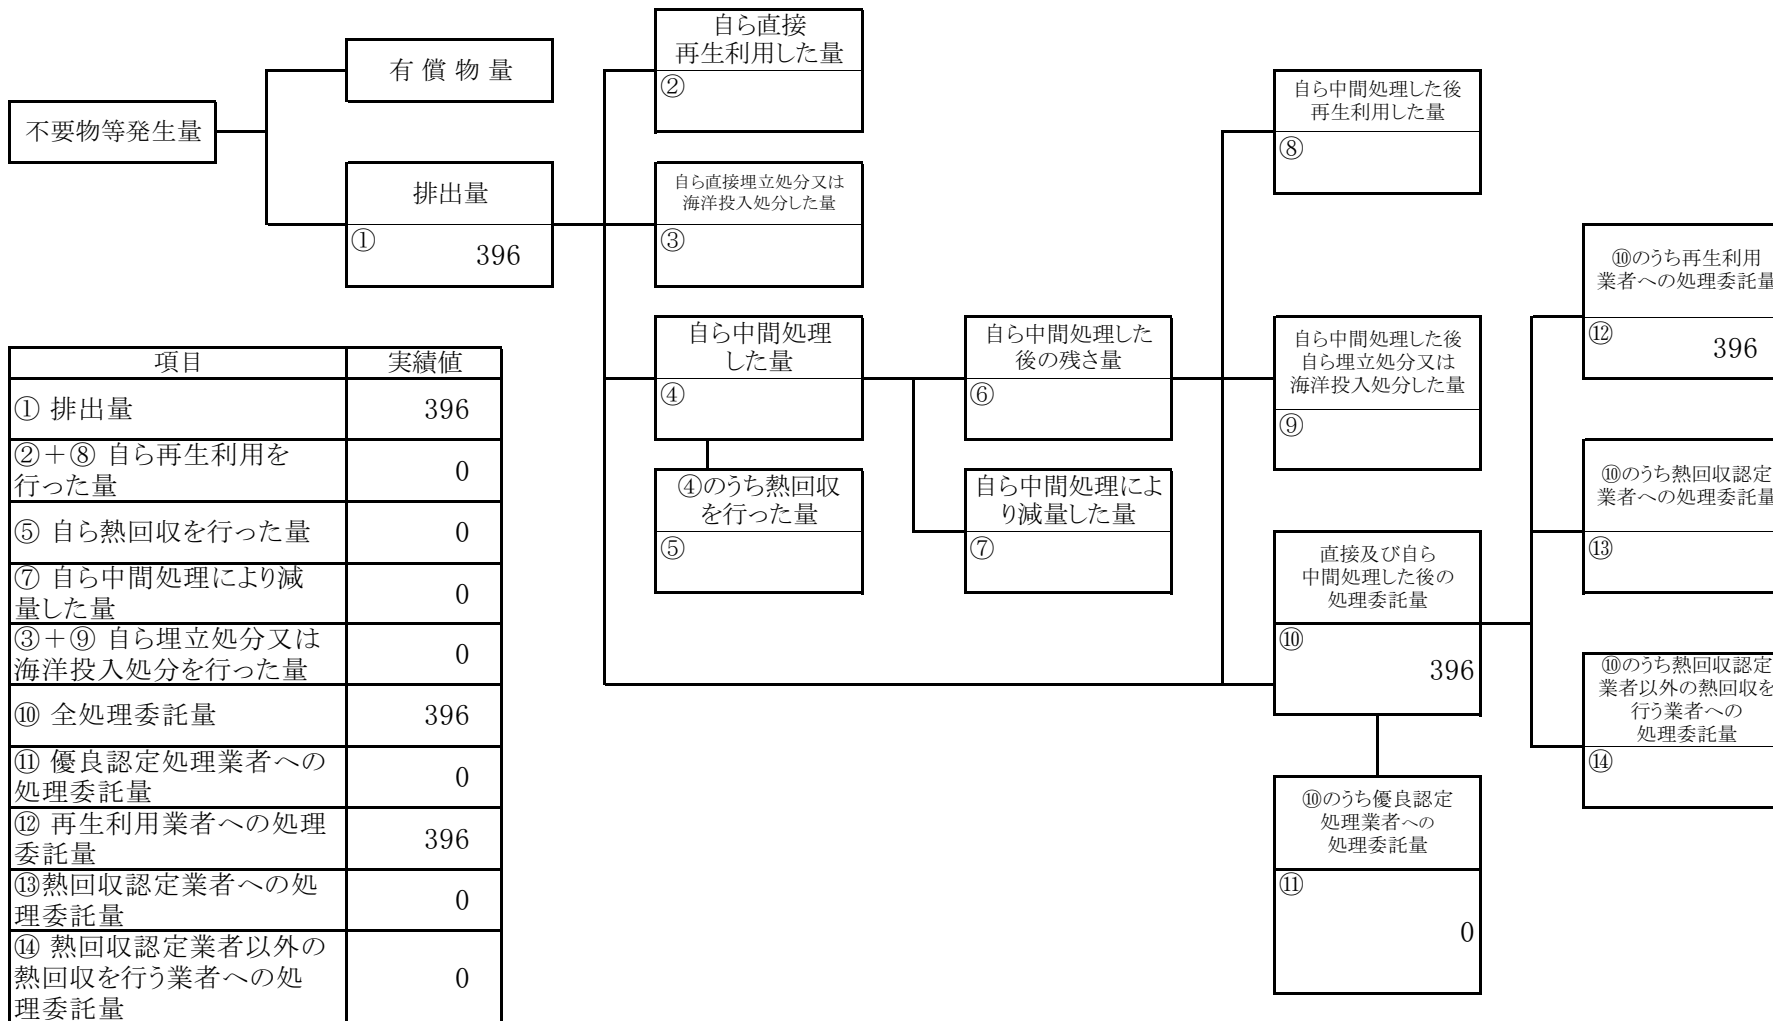 不要物等発生量
有償物量
排出量
①
396
自ら直接
再生利用した量
②
自ら直接埋立処分又は
海洋投入処分した量
③
自ら中間処理
した量
④
④のうち熱回収
を行った量
⑤
自ら中間処理した
後の残さ量
⑥
自ら中間処理によ
り減量した量
⑦
自ら中間処理した後
再生利用した量
⑧
自ら中間処理した後
自ら埋立処分又は
海洋投入処分した量
⑨
直接及び自ら
中間処理した後の
処理委託量
⑩
396
⑩のうち優良認定
処理業者への
処理委託量
⑪
0
⑩のうち再生利用
業者への処理委託量
⑫
396
⑩のうち熱回収認定
業者への処理委託量
⑬
⑩のうち熱回収認定
業者以外の熱回収を
行う業者への
処理委託量
⑭
項目 実績値
① 排出量 396
②+⑧ 自ら再生利用を
行った量 0
⑤ 自ら熱回収を行った量 0
⑦ 自ら中間処理により減
量した量 0
③+⑨ 自ら埋立処分又は
海洋投入処分を行った量 0
⑩ 全処理委託量 396
⑪ 優良認定処理業者への
処理委託量 0
⑫ 再生利用業者への処理
委託量 396
⑬熱回収認定業者への処
理委託量 0
⑭ 熱回収認定業者以外の
熱回収を行う業者への処
理委託量 0